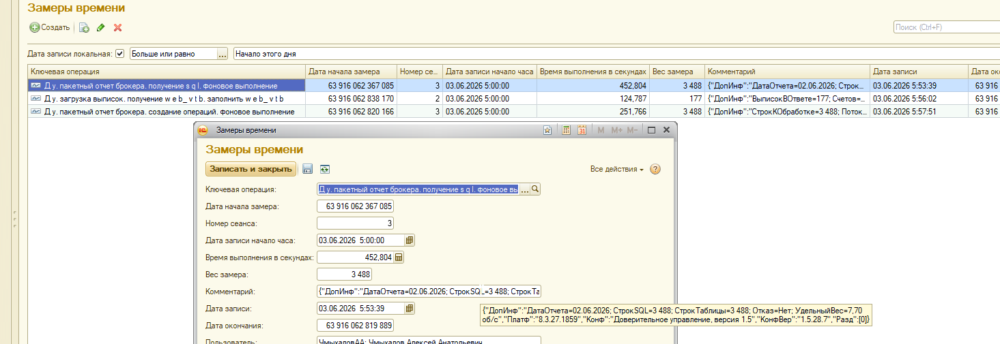 Замеры времени
Создать
Поиск (Ctrl+F)
Дата записи локальная: Больше или равно ... Начало этого дня
Ключевая операция Дата начала замера Номер се... Дата записи начало часа Время выполнения в секундах Вес замера Комментарий Дата записи Дата ок
Д у. пакетный отчет брокера. получение s q l. фоновое выполнение 63 916 062 367 085 3 03.06.2026 5:00:00 452,804 3 488 {"ДопИнф":"ДатаОтчета=02.06.2026; Строк... 03.06.2026 5:53:39 63 916
Д у. загрузка выписок. получение w e b_ v t b. заполнить w e b_ v t b 63 916 062 838 170 2 03.06.2026 5:00:00 124,787 177 {"ДопИнф":"ВыписокВОтвете=177; Счетов=... 03.06.2026 5:56:02 63 916
Д у. пакетный отчет брокера. создание операций. фоновое выполнение 63 916 062 820 166 3 03.06.2026 5:00:00 251,766 3 488 {"ДопИнф":"СтрокКОбработке=3 488; Поток... 03.06.2026 5:57:51 63 916
1С Замеры времени 31 M M+ M-
Замеры времени
Записать и закрыть Все действия ?
Ключевая операция: Д у. пакетный отчет брокера. получение s q l. фоновое вы ...
Дата начала замера: 63 916 062 367 085
Номер сеанса: 3
Дата записи начало часа: 03.06.2026 5:00:00
Время выполнения в секундах: 452,804
Вес замера: 3 488
Комментарий: {"ДопИнф":"ДатаОтчета=02.06.2026; СтрокSQL=3 488; СтрокТа
Дата записи: 03.06.2026 5:53:39
{"ДопИнф":"ДатаОтчета=02.06.2026; СтрокSQL=3 488; СтрокТаблицы=3 488; Отказ=Нет; УдельныйВес=7,70
об/с","Платф":"8.3.27.1859","Конф":"Доверительное управление, версия 1.5","КонфВер":"1.5.28.7","Разд":[0]}
Дата окончания: 63 916 062 819 889
Пользователь: ЧмыхаловАА; Чмыхалов Алексей Анатольевич